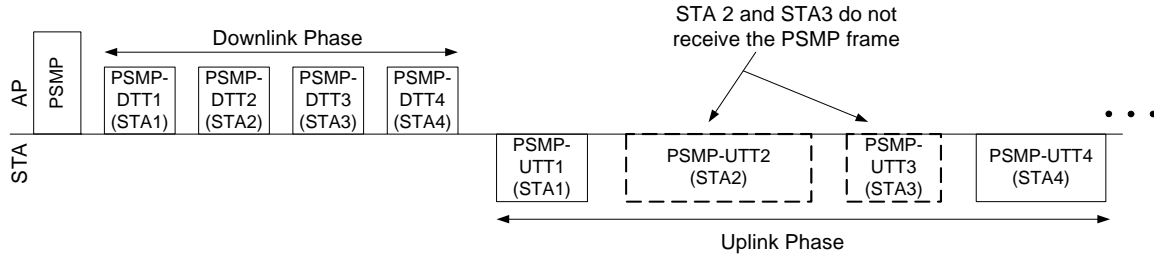 STA 2 and STA3 do not
receive the PSMP frame
Downlink Phase
AP
PSMP
PSMP-
DTT1
(STA1)
PSMP-
DTT2
(STA2)
PSMP-
DTT3
(STA3)
PSMP-
DTT4
(STA4)
STA
PSMP-
UTT1
(STA1)
PSMP-UTT2
(STA2)
PSMP-
UTT3
(STA3)
PSMP-UTT4
(STA4)
Uplink Phase